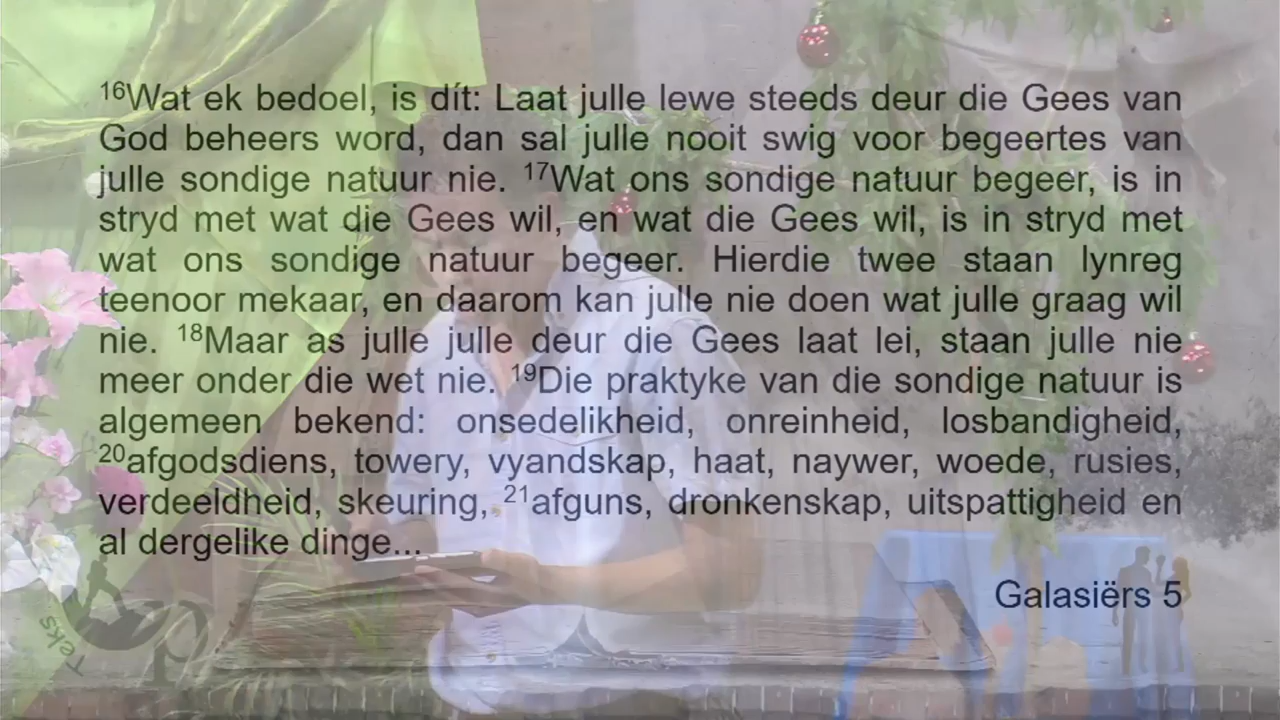 ¹⁶Wat ek bedoel, is dít: Laat julle lewe steeds deur die Gees van
God beheers word, dan sal julle nooit swig voor begeertes van
julle sondige natuur nie. ¹⁷Wat ons sondige natuur begeer, is in
stryd met wat die Gees wil, en wat die Gees wil, is in stryd met
wat ons sondige natuur begeer. Hierdie twee staan lynreg
teenoor mekaar, en daarom kan julle nie doen wat julle graag wil
nie. ¹⁸Maar as julle julle deur die Gees laat lei, staan julle nie
meer onder die wet nie. ¹⁹Die praktyke van die sondige natuur is
algemeen bekend: onsedelikheid, onreinheid, losbandigheid,
²⁰afgodsdiens, towery, vyandskap, haat, naywer, woede, rusies,
verdeeldheid, skeuring, ²¹afguns, dronkenskap, uitspattigheid en
al dergelike dinge...
Galasiërs 5
Teks